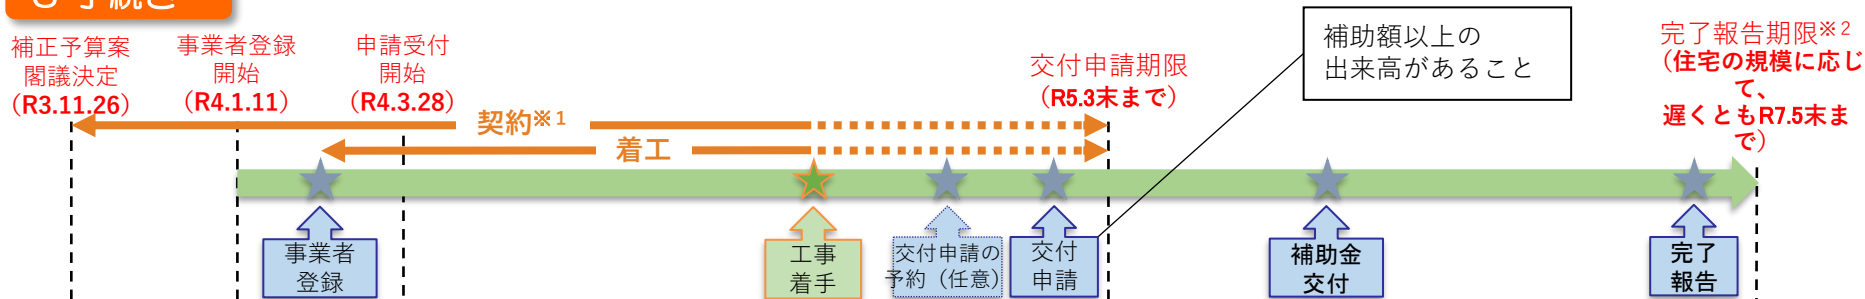 手続き
補正予算案
閣議決定
（R3.11.26）
事業者登録
開始
（R4.1.11）
申請受付
開始
（R4.3.28）
交付申請期限
（R5.3末まで）
補助額以上の
出来高があること
完了報告期限※2
（住宅の規模に応じ
て、
遅くともR7.5末ま
で）
契約※1
着工
事業者
登録
工事
着手
交付申請の
予約（任意）
交付
申請
補助金
交付
完了
報告